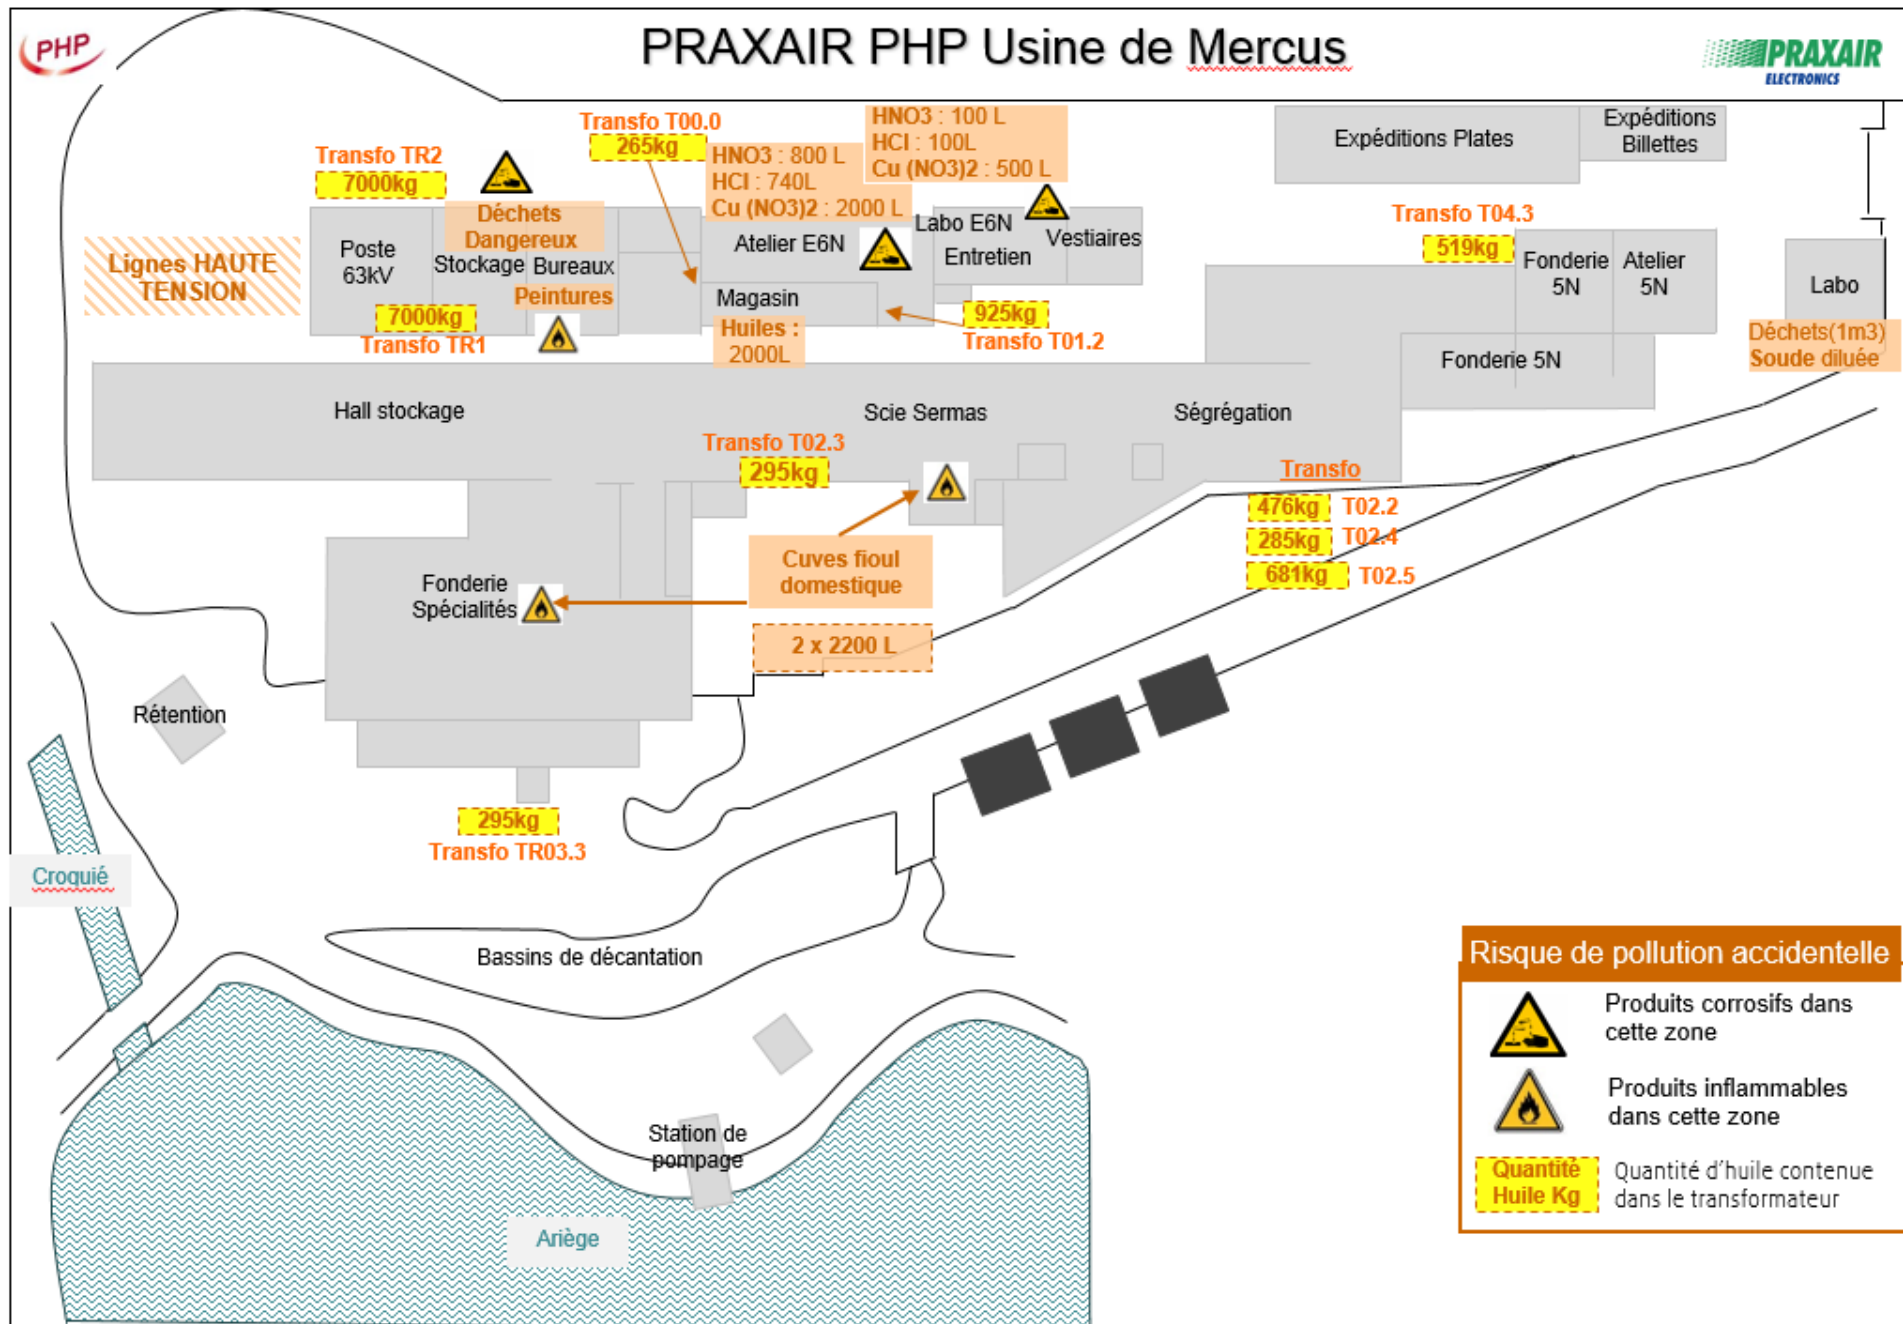 PHP
PRAXAIR PHP Usine de Mercus
PRAXAIR
ELECTRONICS
Transfo T00.0
265kg
HNO3 : 100 L
HCI : 100L
Cu (NO3)2 : 500 L
Expéditions Plates
Expéditions
Billettes
Transfo TR2
7000kg
HNO3 : 800 L
HCI : 740L
Cu (NO3)2 : 2000 L
Déchets
Dangereux
Transfo T04.3
519kg
Lignes HAUTE
TENSION
Poste
63kV
Stockage
Bureaux
Peintures
Atelier E6N
Labo E6N
Entretien
Vestiaires
Fonderie
5N
Atelier
5N
Labo
Magasin
Huiles :
2000L
7000kg
Transfo TR1
925kg
Transfo T01.2
Déchets(1m3)
Soude diluée
Fonderie 5N
Hall stockage
Scie Sermas
Ségrégation
Transfo T02.3
295kg
Transfo
476kg T02.2
285kg T02.4
681kg T02.5
Cuves fioul
domestique
Fonderie
Spécialités
2 x 2200 L
Rétention
295kg
Transfo TR03.3
Croquié
Bassins de décantation
Station de
pompage
Ariège
Risque de pollution accidentelle
Produits corrosifs dans
cette zone
Produits inflammables
dans cette zone
Quantité
Huile Kg
Quantité d'huile contenue
dans le transformateur